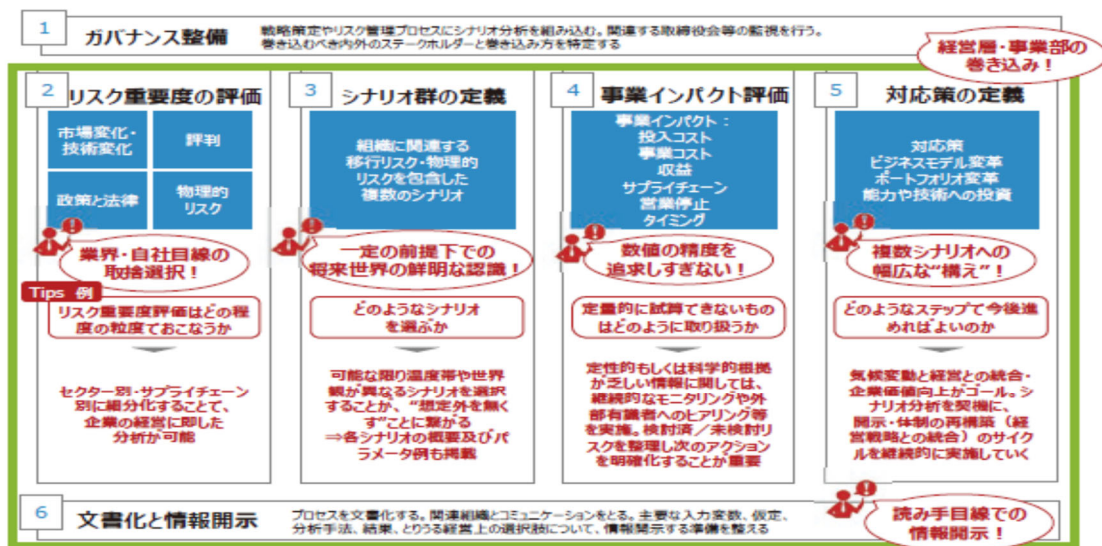 1 ガバナンス整備
戦略策定やリスク管理プロセスにシナリオ分析を組み込む。関連する取締役会等の監視を行う。
巻き込むべき内外のステークホルダーと巻き込み方を特定する
経営層・事業部の
巻き込み！
2 リスク重要度の評価
市場変化・
技術変化
評判
政策と法律
物理的
リスク
業界・自社目線の
取捨選択！
Tips 例
リスク重要度評価はどの程
度の粒度でおこなうか
セクター別・サプライチェーン
別に細分化することで、
企業の経営に即した
分析が可能
3 シナリオ群の定義
組織に関連する
移行リスク・物理的
リスクを包含した
複数のシナリオ
一定の前提下での
将来世界の鮮明な認識！
どのようなシナリオ
を選ぶか
可能な限り温度帯や世界
観が異なるシナリオを選択
することが、“想定外を無く
す”ことに繋がる
⇒各シナリオの概要及びパ
ラメータ例も掲載
4 事業インパクト評価
事業インパクト：
投入コスト
事業コスト
収益
サプライチェーン
営業停止
タイミング
数値の精度を
追求しすぎない！
定量的に試算できないもの
はどのように取り扱うか
定性的もしくは科学的根拠
が乏しい情報に関しては、
継続的なモニタリングや外
部有識者へのヒアリング等
を実施。検討済／未検討リ
スクを整理し次のアクション
を明確化することが重要
5 対応策の定義
対応策
ビジネスモデル変革
ポートフォリオ変革
能力や技術への投資
複数シナリオへの
幅広な“構え”！
どのようなステップで今後進
めればよいのか
気候変動と経営との統合・
企業価値向上がゴール。シ
ナリオ分析を契機に、
開示・体制の再構築（経
営戦略との統合）のサイク
ルを継続的に実施していく
6 文書化と情報開示
プロセスを文書化する。関連組織とコミュニケーションをとる。主要な入力変数、仮定、
分析手法、結果、とりうる経営上の選択肢について、情報開示する準備を整える
読み手目線での
情報開示！